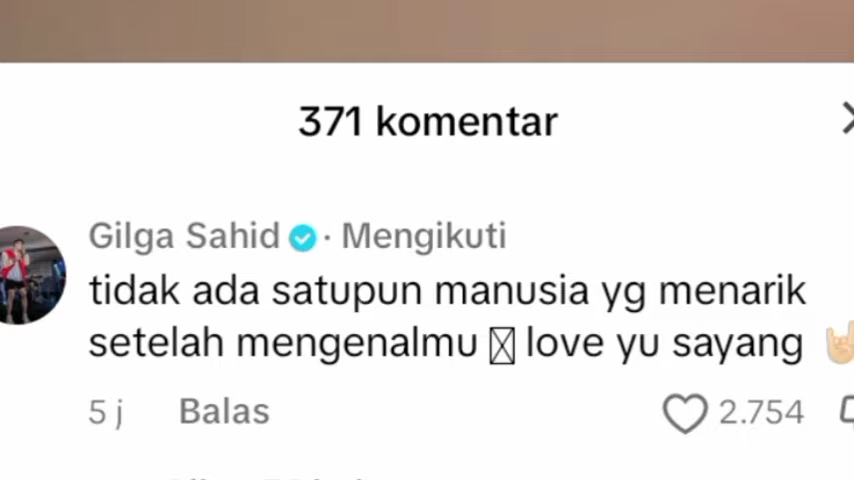 371 komentar
Gilga Sahid · Mengikuti
tidak ada satupun manusia yg menarik
setelah mengenalmu love yu sayang 🤘🏻
5 j Balas 2.754